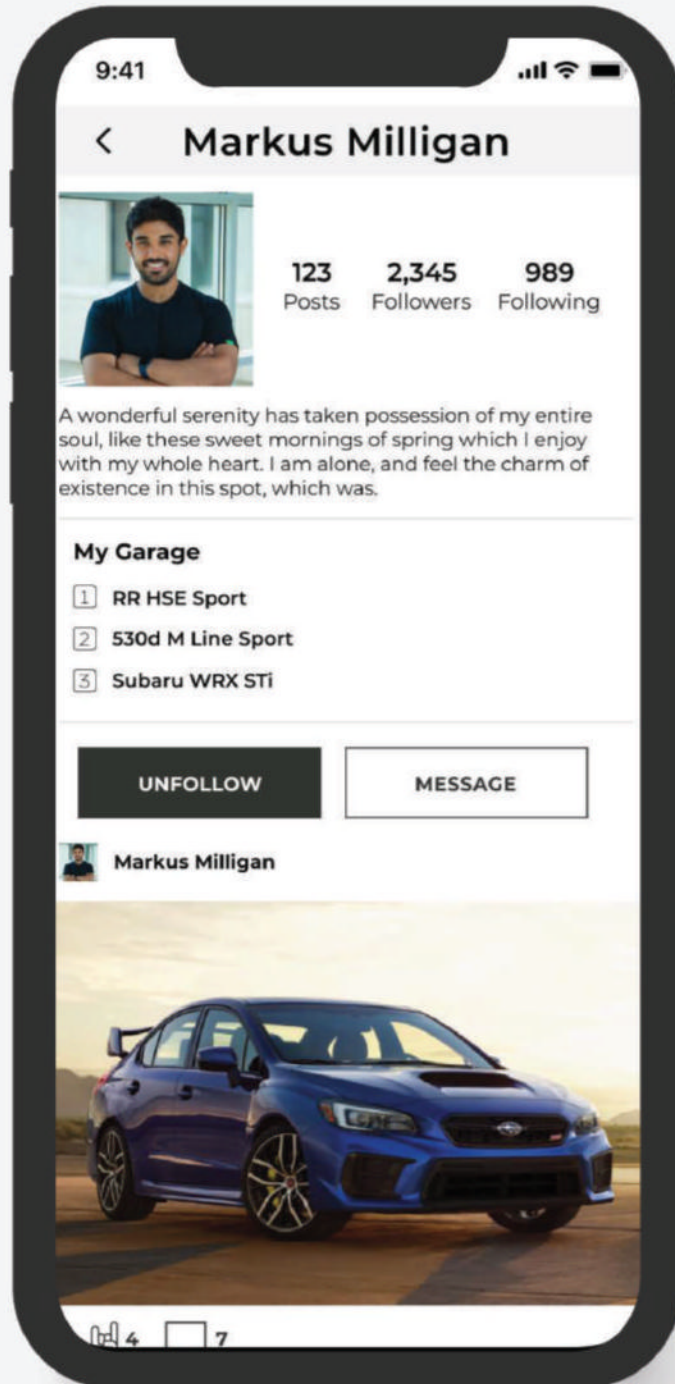 9:41
Markus Milligan
123 2,345 989
Posts Followers Following
A wonderful serenity has taken possession of my entire
soul, like these sweet mornings of spring which I enjoy
with my whole heart. I am alone, and feel the charm of
existence in this spot, which was.
My Garage
1 RR HSE Sport
2 530d M Line Sport
3 Subaru WRX STi
UNFOLLOW MESSAGE
Markus Milligan
4 7